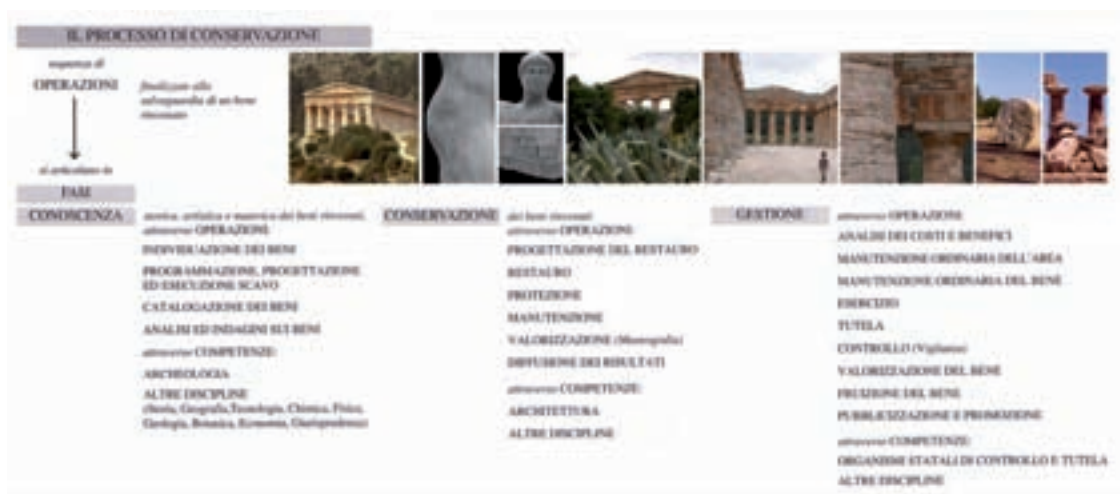 IL PROCESSO DI CONSERVAZIONE
sequenza di
OPERAZIONI
finalizzate alla
salvaguardia di un bene
rinvenuto
si articolano in
FASI
CONOSCENZA
storica, artistica e materica dei beni rinvenuti,
attraverso OPERAZIONI:
INDIVIDUAZIONE DEI BENI
PROGRAMMAZIONE, PROGETTAZIONE
ED ESECUZIONE SCAVO
CATALOGAZIONE DEI BENI
ANALISI ED INDAGINI SUI BENI
attraverso COMPETENZE:
ARCHEOLOGIA
ALTRE DISCIPLINE
(Storia, Geografia, Tecnologia, Chimica, Fisica,
Geologia, Botanica, Economia, Giurisprudenza)
CONSERVAZIONE
dei beni rinvenuti
attraverso OPERAZIONI:
PROGETTAZIONE DEL RESTAURO
RESTAURO
PROTEZIONE
MANUTENZIONE
VALORIZZAZIONE (Museografia)
DIFFUSIONE DEI RISULTATI
attraverso COMPETENZE:
ARCHITETTURA
ALTRE DISCIPLINE
GESTIONE
attraverso OPERAZIONI:
ANALISI DEI COSTI E BENEFICI
MANUTENZIONE ORDINARIA DELL'AREA
MANUTENZIONE ORDINARIA DEL BENE
ESERCIZIO
TUTELA
CONTROLLO (Vigilanza)
VALORIZZAZIONE DEL BENE
FRUIZIONE DEL BENE
PUBBLICIZZAZIONE E PROMOZIONE
attraverso COMPETENZE:
ORGANISMI STATALI DI CONTROLLO E TUTELA
ALTRE DISCIPLINE